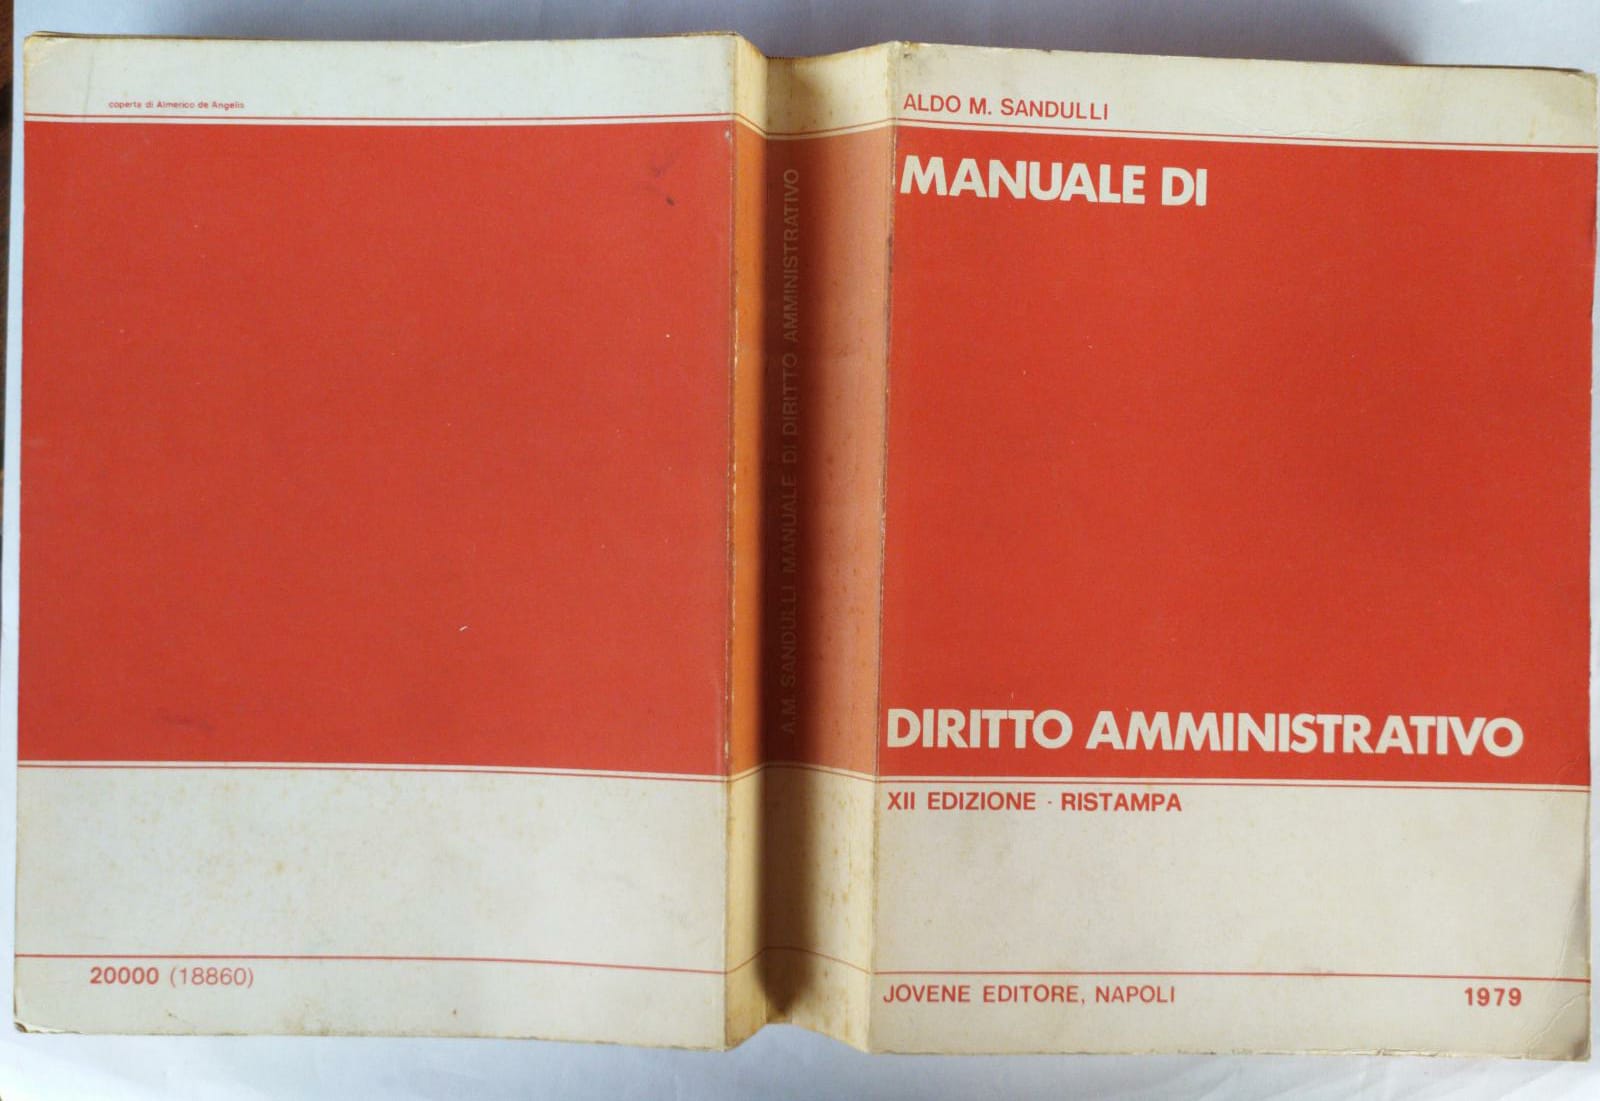 coperta di Almerico de Angelis
20000 (18860)
A.M. SANDULLI MANUALE DI DIRITTO AMMINISTRATIVO
ALDO M. SANDULLI
MANUALE DI
DIRITTO AMMINISTRATIVO
XII EDIZIONE - RISTAMPA
JOVENE EDITORE, NAPOLI
1979